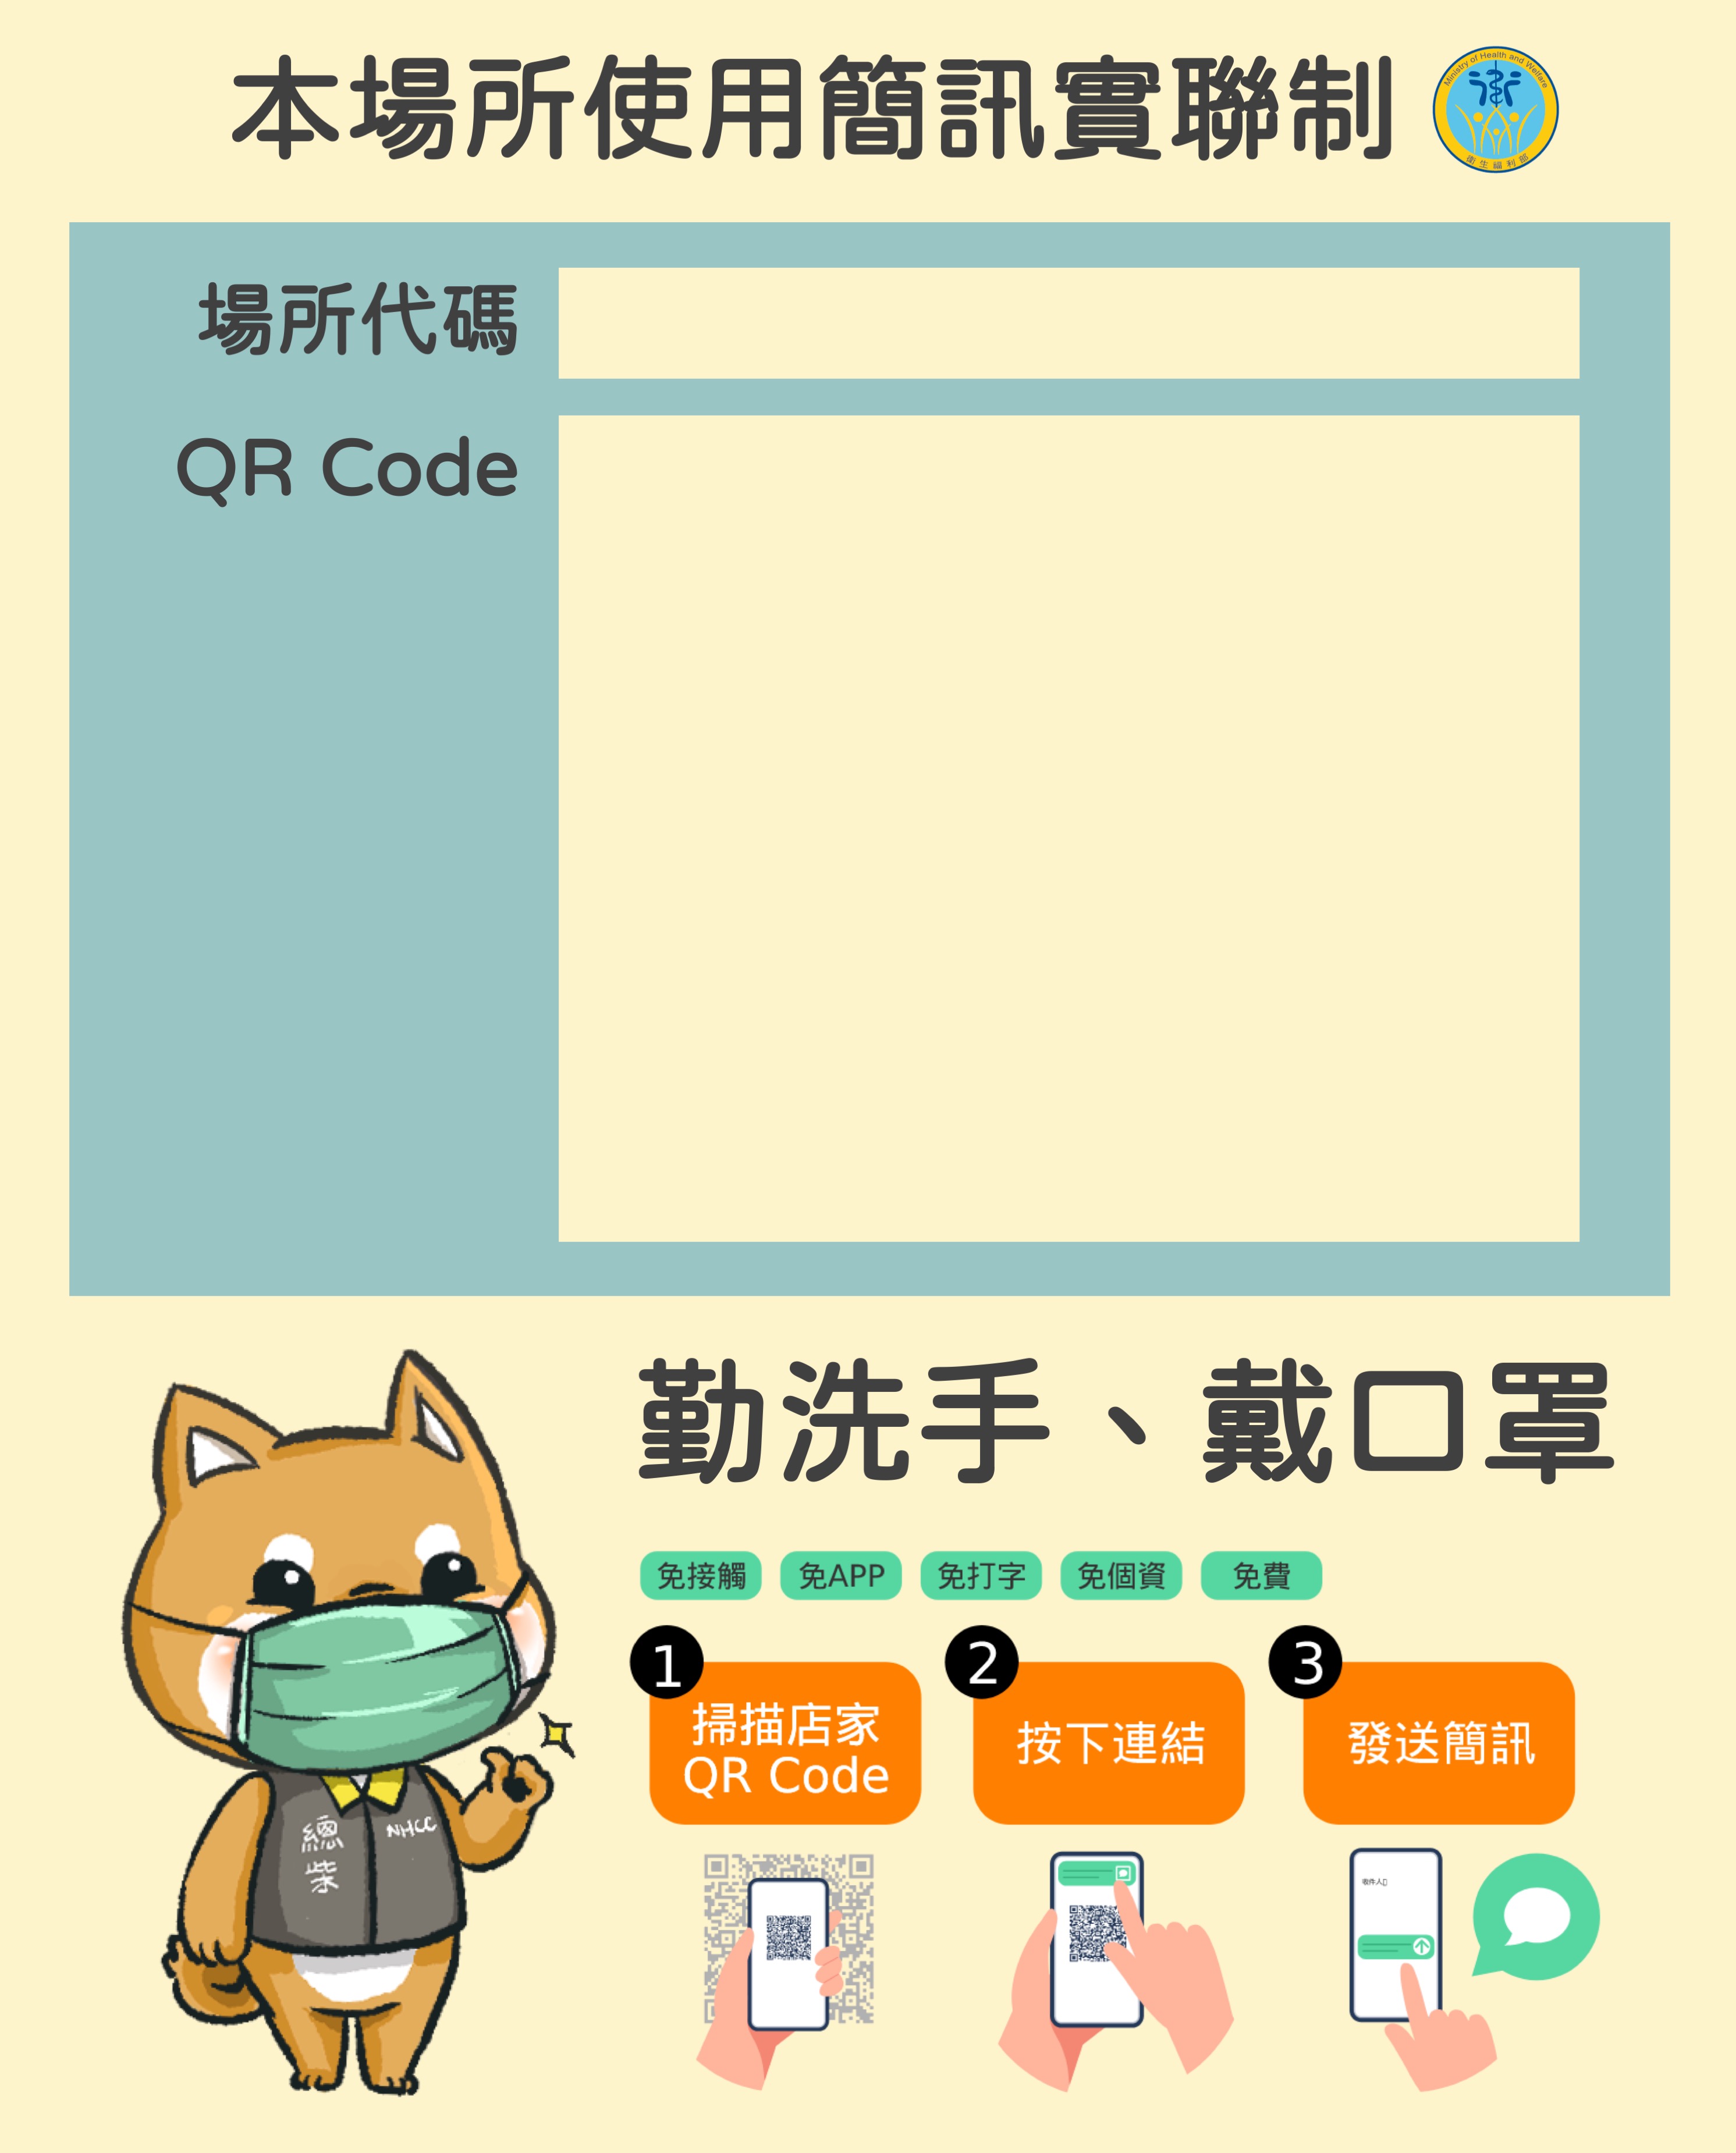 本場所使用簡訊實聯制
Ministry of Health and Welfare
衛生福利部
場所代碼
QR Code
勤洗手、戴口罩
免接觸 免APP 免打字 免個資 免費
1 2 3
掃描店家
QR Code
按下連結
發送簡訊
總柴
NHCC
收件人